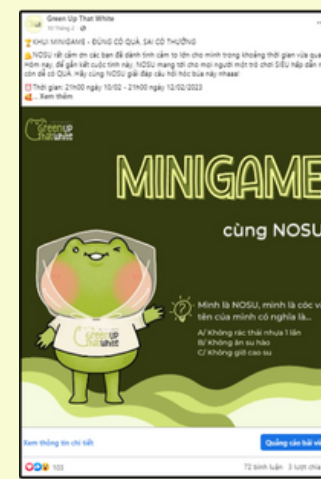 Green Up That White
10 Tháng 2
KHUI MINIGAME - ĐÚNG CÓ QUÀ, SAI CÓ THƯỞNG
NOSU rất cảm ơn các bạn đã dành tình cảm to lớn cho mình trong khoảng thời gian vừa qua
Hôm nay, để gắn kết cuộc tình này, NOSU mang tới cho mọi người một trò chơi SIÊU hấp dẫn
còn dễ có QUÀ. Hãy cùng NOSU giải đáp câu hỏi hóc búa này nhaaa!
Thời gian: 21h00 ngày 10/02 - 21h00 ngày 12/02/2023
... Xem thêm
Green UP
That White
MINIGAME
cùng NOSU
Mình là NOSU, mình là cóc
tên của mình có nghĩa là...
A/ Không rác thải nhựa 1 lần
B/ Không ăn su hào
C/ Không giờ cao su
Green UP
That White
Xem thông tin chi tiết
Quảng cáo bài
103
72 bình luận 3 lượt chia